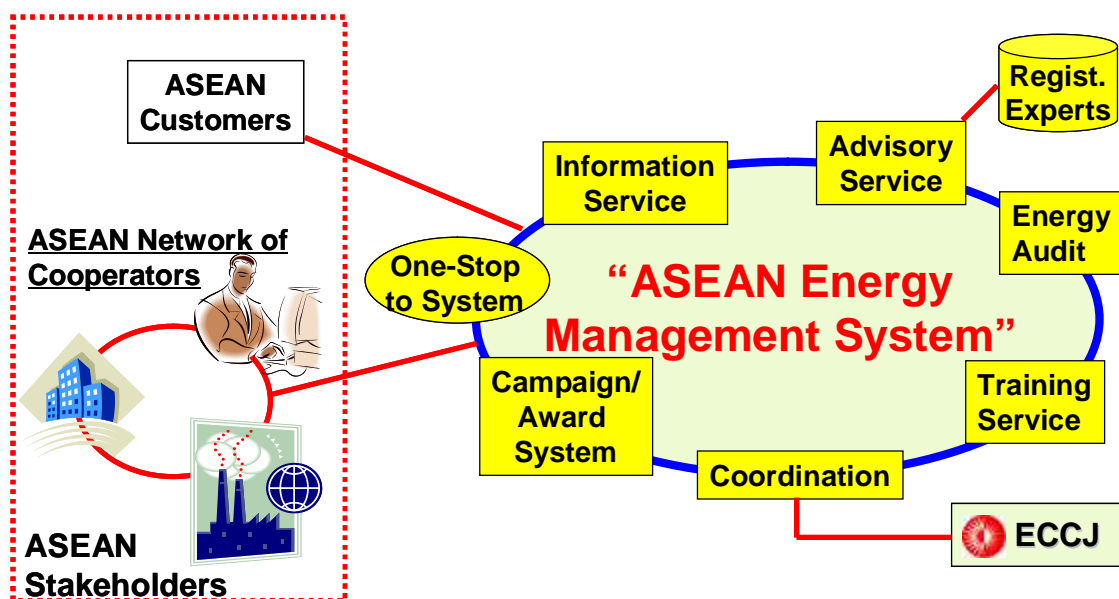 ASEAN
Customers
ASEAN Network of
Cooperators
ASEAN
Stakeholders
One-Stop
to System
Information
Service
Advisory
Service
Regist.
Experts
Energy
Audit
“ASEAN Energy
Management System”
Campaign/
Award
System
Training
Service
Coordination
ECCJ